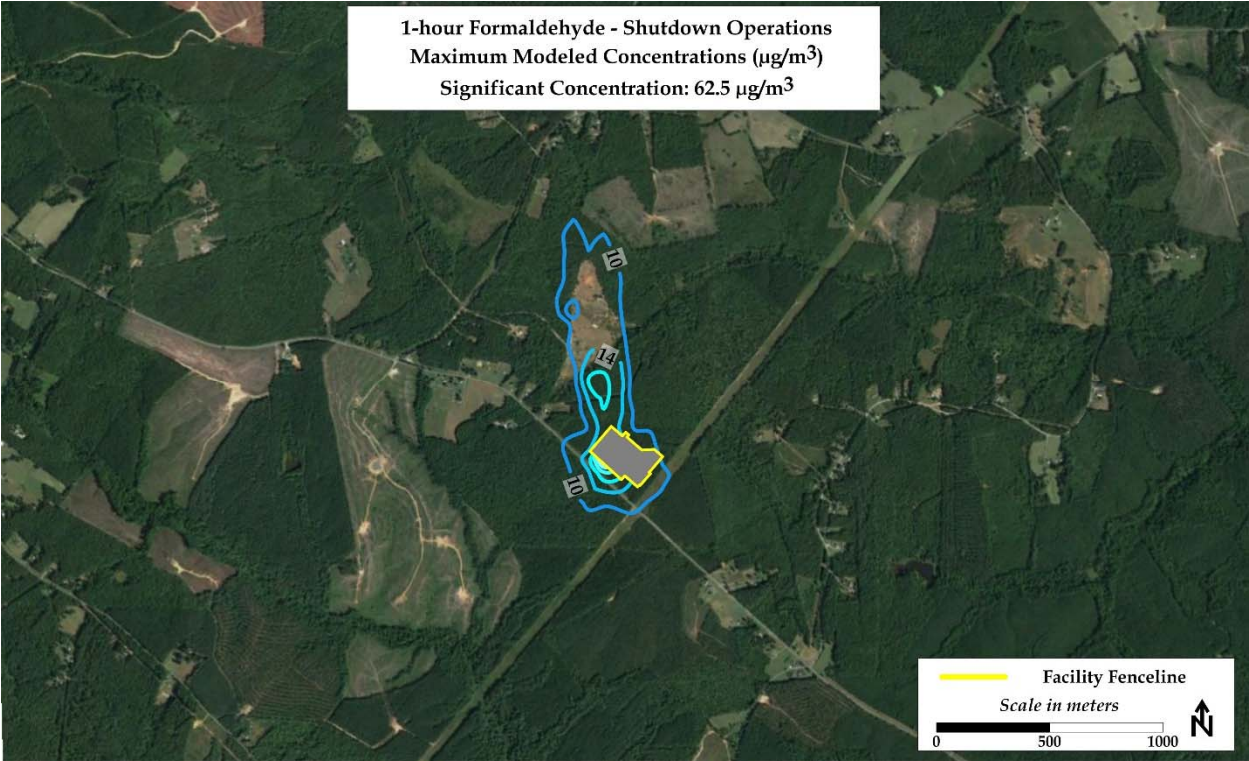 1-hour Formaldehyde - Shutdown Operations
Maximum Modeled Concentrations (µg/m³)
Significant Concentration: 62.5 µg/m³
10
14
10
Facility Fenceline
Scale in meters
0 500 1000
N